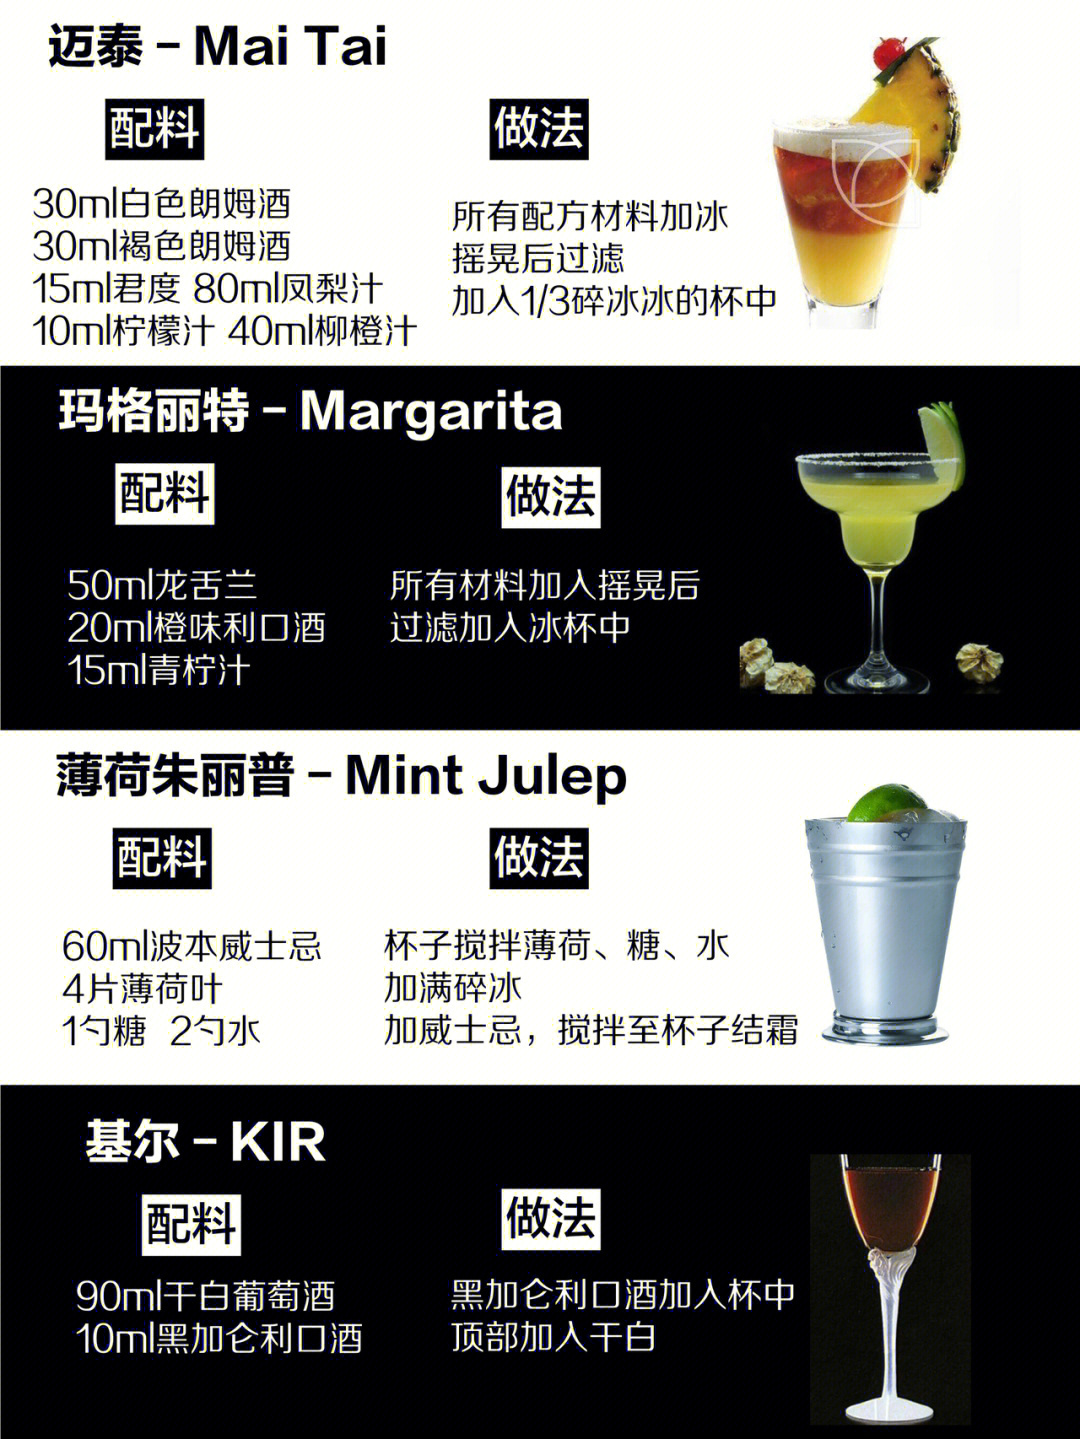 迈泰 – Mai Tai
配料
做法
30ml白色朗姆酒
30ml褐色朗姆酒
15ml君度 80ml凤梨汁
10ml柠檬汁 40ml柳橙汁
所有配方材料加冰
摇晃后过滤
加入1/3碎冰冰的杯中
玛格丽特 – Margarita
配料
做法
50ml龙舌兰
20ml橙味利口酒
15ml青柠汁
所有材料加入摇晃后
过滤加入冰杯中
薄荷朱丽普 – Mint Julep
配料
做法
60ml波本威士忌
4片薄荷叶
1勺糖 2勺水
杯子搅拌薄荷、糖、水
加满碎冰
加威士忌，搅拌至杯子结霜
基尔 – KIR
配料
做法
90ml干白葡萄酒
10ml黑加仑利口酒
黑加仑利口酒加入杯中
顶部加入干白